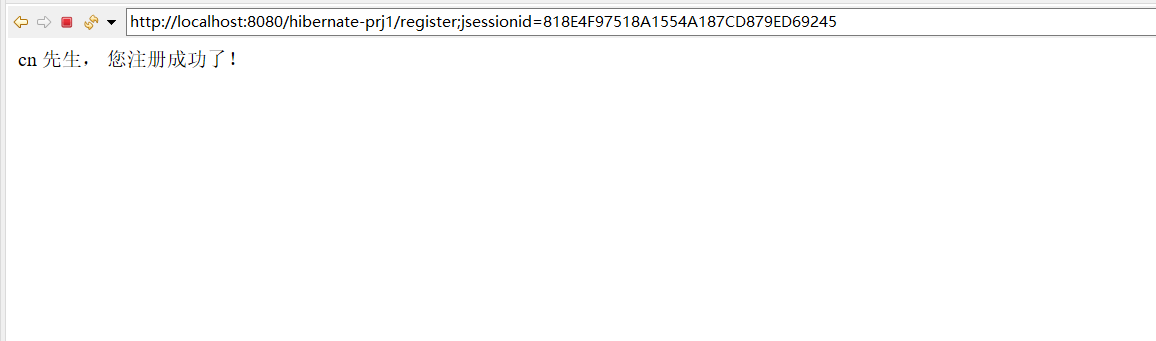 http://localhost:8080/hibernate-prj1/register;jsessionid=818E4F97518A1554A187CD879ED69245
cn 先生， 您注册成功了！